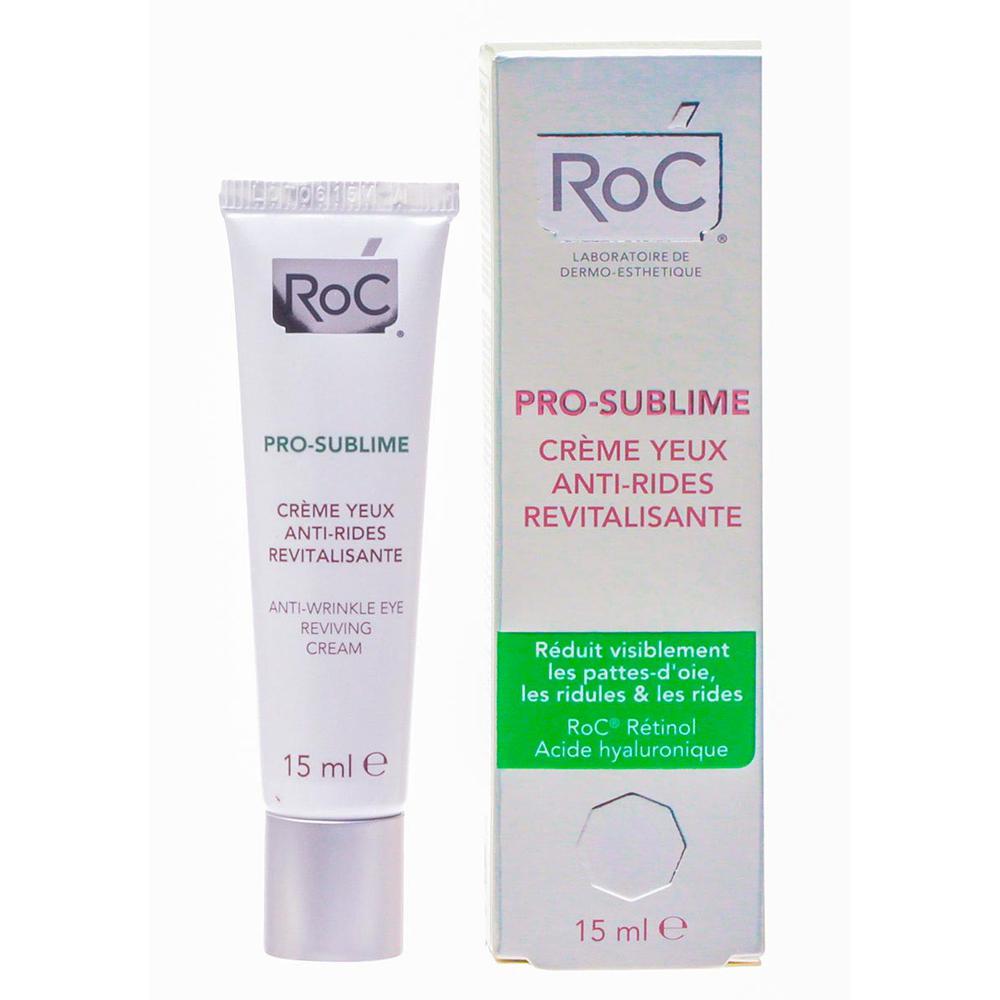 RoC
®
PRO-SUBLIME
CRÈME YEUX
ANTI-RIDES
REVITALISANTE
ANTI-WRINKLE EYE
REVIVING
CREAM
15 ml ℮
RoC
®
LABORATOIRE DE
DERMO-ESTHETIQUE
PRO-SUBLIME
CRÈME YEUX
ANTI-RIDES
REVITALISANTE
Réduit visiblement
les pattes-d'oie,
les ridules & les rides
RoC® Rétinol
Acide hyaluronique
15 ml ℮